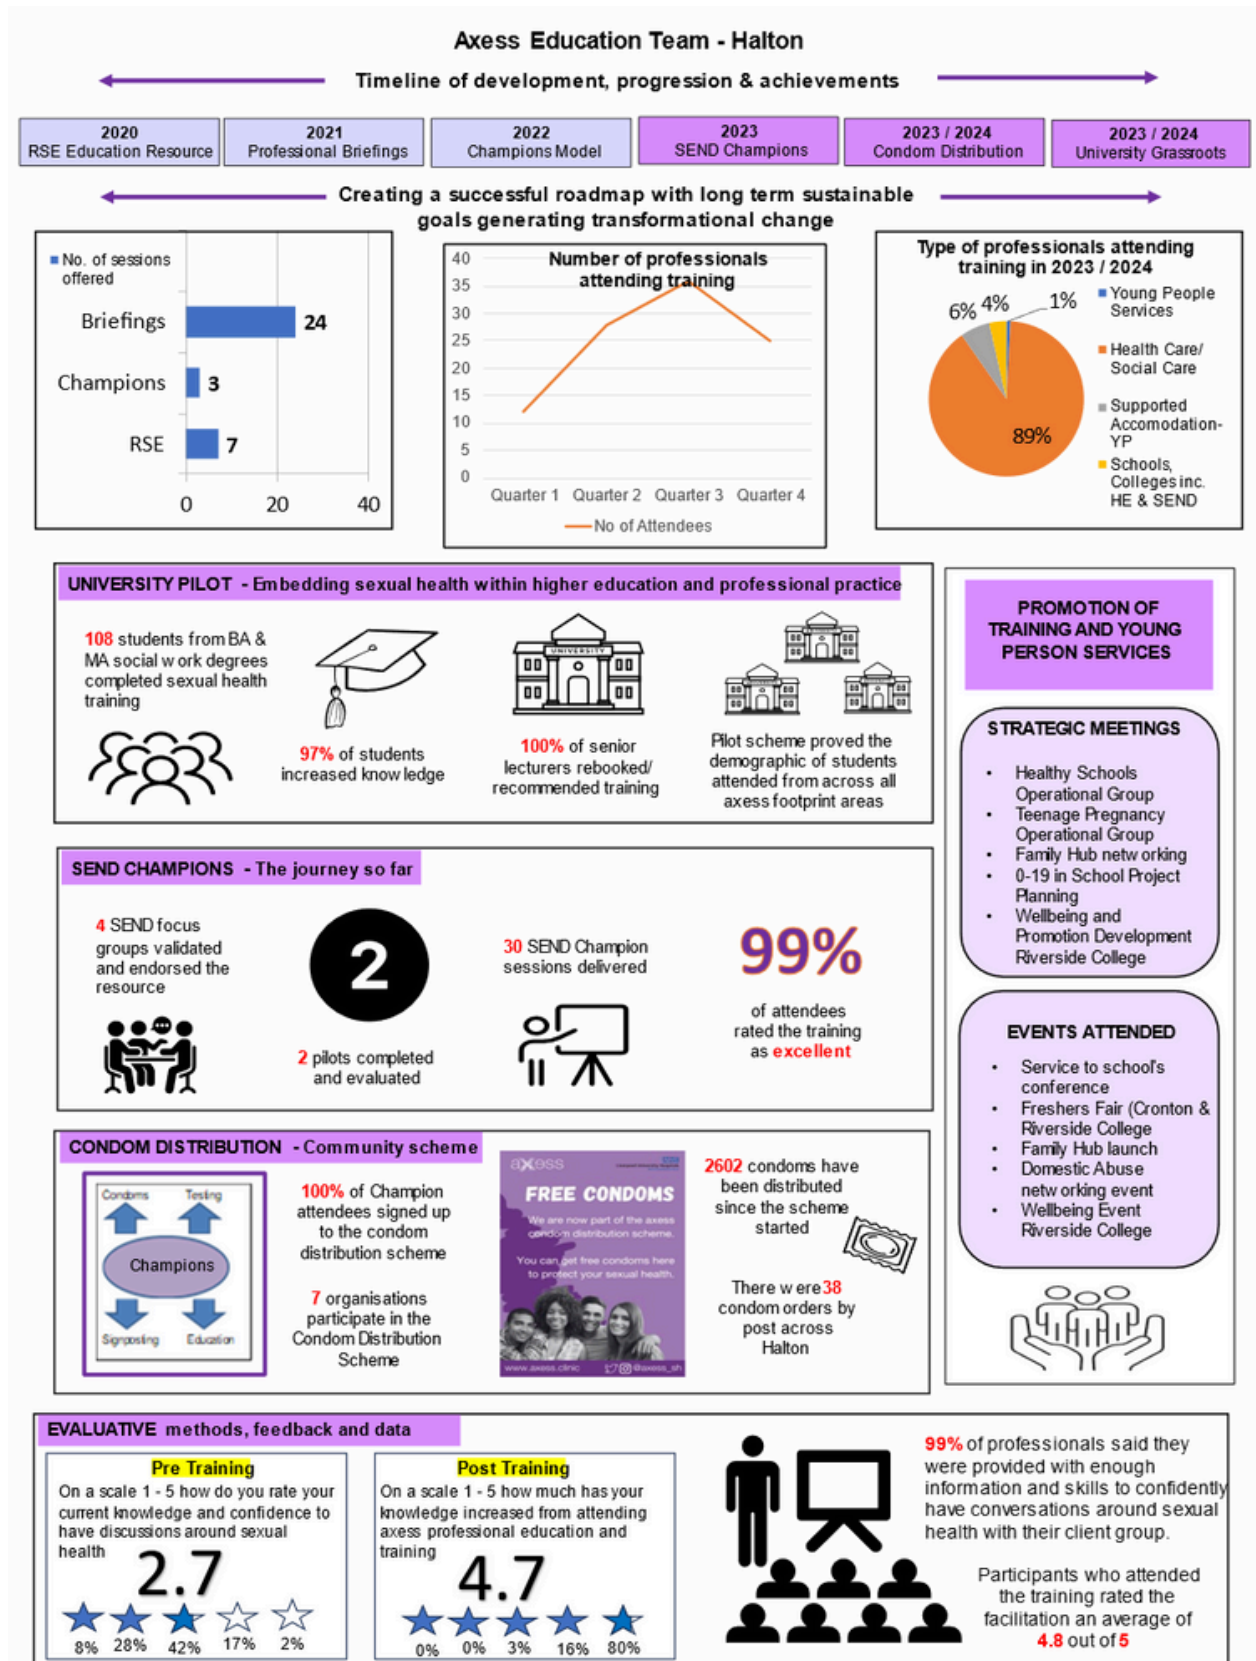 Axess Education Team - Halton
Timeline of development, progression & achievements
2020
RSE Education Resource
2021
Professional Briefings
2022
Champions Model
2023
SEND Champions
2023 / 2024
Condom Distribution
2023 / 2024
University Grassroots
Creating a successful roadmap with long term sustainable
goals generating transformational change
No. of sessions
offered
Briefings
24
Champions
3
RSE
7
0
20
40
Number of professionals
attending training
40
35
30
25
20
15
10
5
0
Quarter 1
Quarter 2
Quarter 3
Quarter 4
No of Attendees
Type of professionals attending
training in 2023 / 2024
6%
4%
1%
89%
Young People
Services
Health Care/
Social Care
Supported
Accomodation-
YP
Schools,
Colleges inc.
HE & SEND
UNIVERSITY PILOT - Embedding sexual health within higher education and professional practice
108 students from BA &
MA social work degrees
completed sexual health
training
97% of students
increased knowledge
UNIVERSITY
100% of senior
lecturers rebooked/
recommended training
Pilot scheme proved the
demographic of students
attended from across all
axess footprint areas
SEND CHAMPIONS - The journey so far
4 SEND focus
groups validated
and endorsed the
resource
2
2 pilots completed
and evaluated
30 SEND Champion
sessions delivered
99%
of attendees
rated the training
as excellent
CONDOM DISTRIBUTION - Community scheme
Condoms
Testing
Champions
Signposting
Education
100% of Champion
attendees signed up
to the condom
distribution scheme
7 organisations
participate in the
Condom Distribution
Scheme
axess
FREE CONDOMS
We are now part of the axess
condom distribution scheme.
You can get free condoms here
to protect your sexual health.
www.axess.clinic
@axess_sh
2602 condoms have
been distributed
since the scheme
started
There were 38
condom orders by
post across
Halton
PROMOTION OF
TRAINING AND YOUNG
PERSON SERVICES
STRATEGIC MEETINGS
• Healthy Schools
Operational Group
• Teenage Pregnancy
Operational Group
• Family Hub networking
• 0-19 in School Project
Planning
• Wellbeing and
Promotion Development
Riverside College
EVENTS ATTENDED
• Service to school's
conference
• Freshers Fair (Cronton &
Riverside College
• Family Hub launch
• Domestic Abuse
networking event
• Wellbeing Event
Riverside College
EVALUATIVE methods, feedback and data
Pre Training
On a scale 1 - 5 how do you rate your
current knowledge and confidence to
have discussions around sexual
health
2.7
8%
28%
42%
17%
2%
Post Training
On a scale 1 - 5 how much has your
knowledge increased from attending
axess professional education and
training
4.7
0%
0%
3%
16%
80%
99% of professionals said they
were provided with enough
information and skills to confidently
have conversations around sexual
health with their client group.
Participants who attended
the training rated the
facilitation an average of
4.8 out of 5